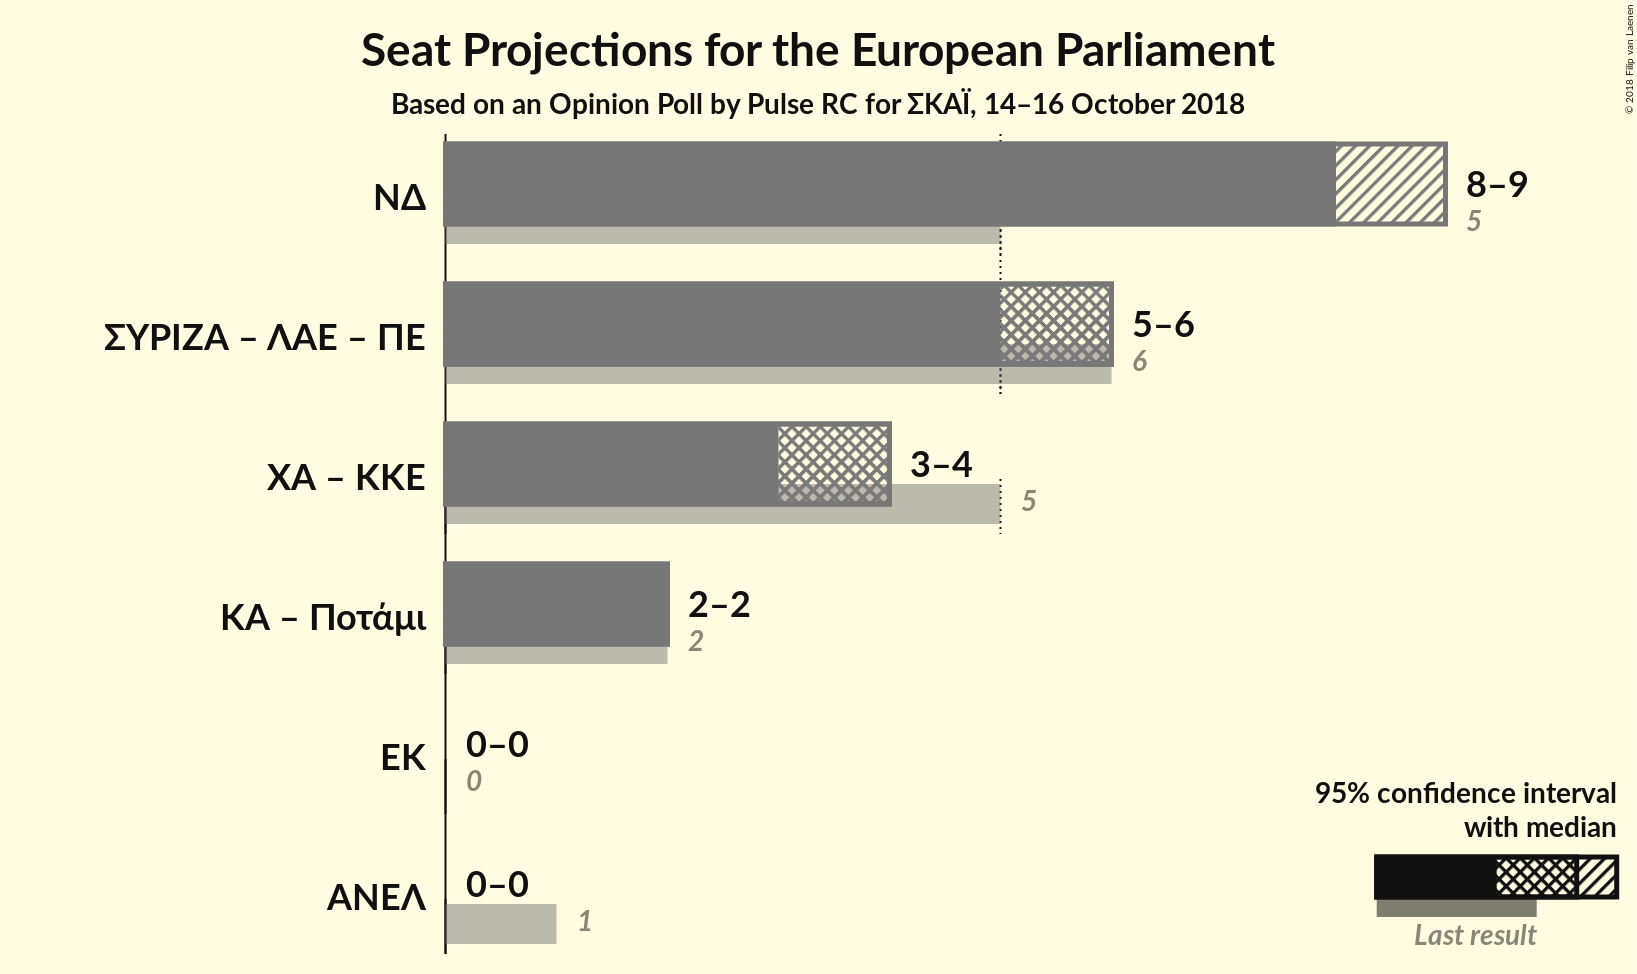 Seat Projections for the European Parliament
Based on an Opinion Poll by Pulse RC for ΣΚΑΪ, 14–16 October 2018
© 2018 Filip van Laenen
ΝΔ
8–9
5
ΣΥΡΙΖΑ – ΛΑΕ – ΠΕ
5–6
6
ΧΑ – ΚΚΕ
3–4
5
ΚΑ – Ποτάμι
2–2
2
ΕΚ
0–0
0
ΑΝΕΛ
0–0
1
95% confidence interval
with median
Last result